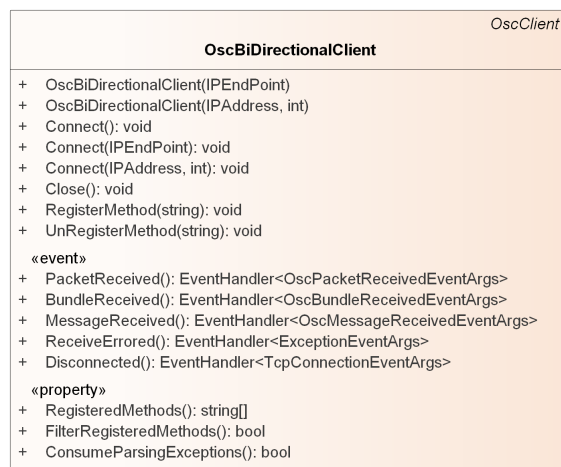 OscClient
OscBiDirectionalClient
+ OscBiDirectionalClient(IPEndPoint)
+ OscBiDirectionalClient(IPAddress, int)
+ Connect(): void
+ Connect(IPEndPoint): void
+ Connect(IPAddress, int): void
+ Close(): void
+ RegisterMethod(string): void
+ UnRegisterMethod(string): void
«event»
+ PacketReceived(): EventHandler<OscPacketReceivedEventArgs>
+ BundleReceived(): EventHandler<OscBundleReceivedEventArgs>
+ MessageReceived(): EventHandler<OscMessageReceivedEventArgs>
+ ReceiveErrored(): EventHandler<ExceptionEventArgs>
+ Disconnected(): EventHandler<TcpConnectionEventArgs>
«property»
+ RegisteredMethods(): string[]
+ FilterRegisteredMethods(): bool
+ ConsumeParsingExceptions(): bool